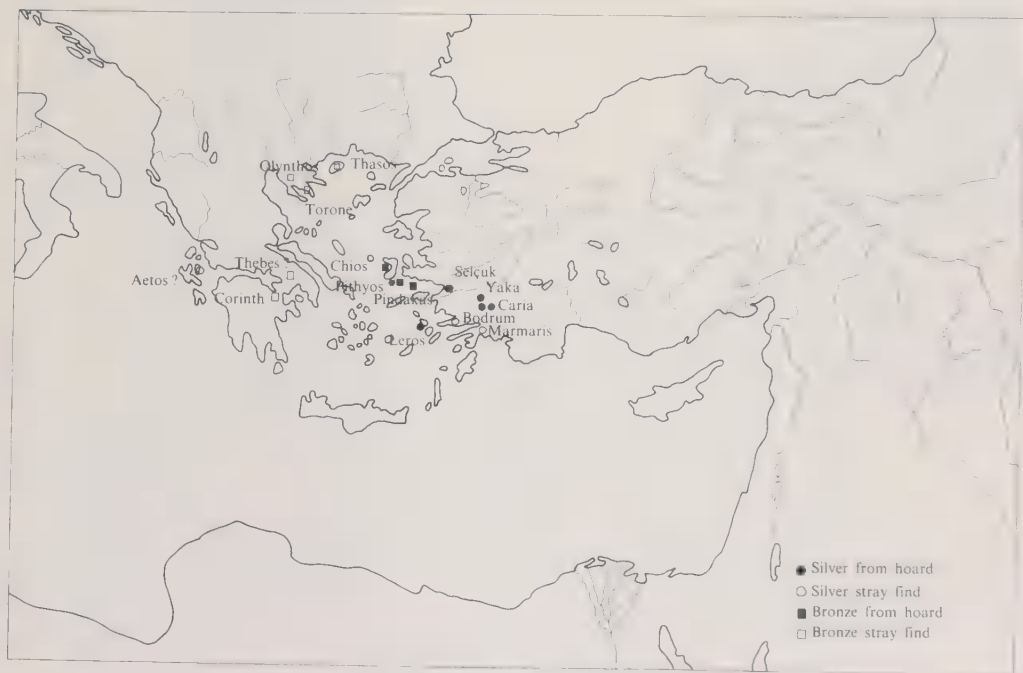 Olynthos
Thasos
Torone
Thebes
Chios
Selçuk
Aetos ?
Pithyos
Yaka
Corinth
Pindakas
Caria
Bodrum
Leros
Marmaris
Silver from hoard
Silver stray find
Bronze from hoard
Bronze stray find